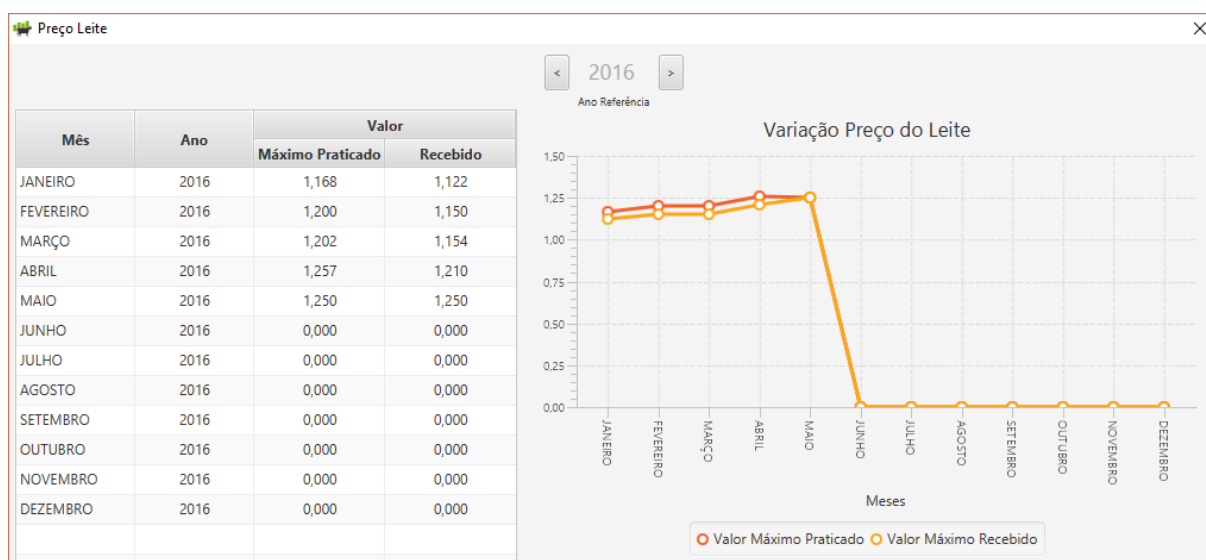 Preço Leite
< 2016 >
Ano Referência
Mês Ano Valor
Máximo Praticado Recebido
JANEIRO 2016 1,168 1,122
FEVEREIRO 2016 1,200 1,150
MARÇO 2016 1,202 1,154
ABRIL 2016 1,257 1,210
MAIO 2016 1,250 1,250
JUNHO 2016 0,000 0,000
JULHO 2016 0,000 0,000
AGOSTO 2016 0,000 0,000
SETEMBRO 2016 0,000 0,000
OUTUBRO 2016 0,000 0,000
NOVEMBRO 2016 0,000 0,000
DEZEMBRO 2016 0,000 0,000
Variação Preço do Leite
1,50
1,25
1,00
0,75
0,50
0,25
0,00
JANEIRO
FEVEREIRO
MARÇO
ABRIL
MAIO
JUNHO
JULHO
AGOSTO
SETEMBRO
OUTUBRO
NOVEMBRO
DEZEMBRO
Meses
Valor Máximo Praticado Valor Máximo Recebido